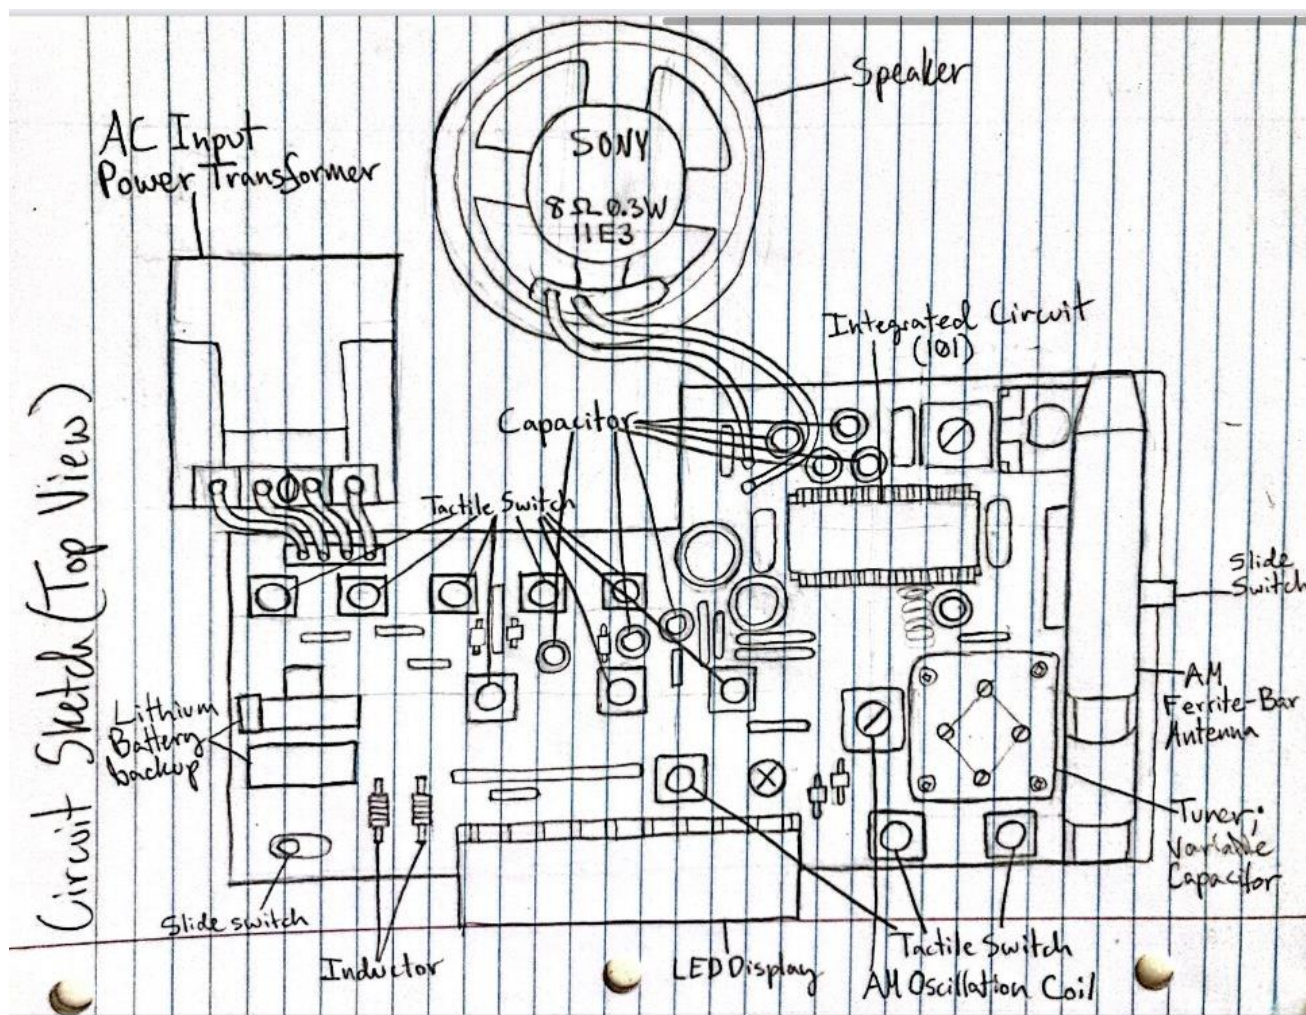 Speaker
AC Input
Power Transformer
SONY
8 Ω 0.3W
11E3
Integrated Circuit
(101)
Capacitor
Tactile Switch
Slide
Switch
AM
Ferrite-Bar
Antenna
Lithium
Battery
backup
Tuner;
Variable
Capacitor
Slide switch
Inductor
LED Display
Tactile Switch
AM Oscillation Coil
Circuit Sketch (Top View)